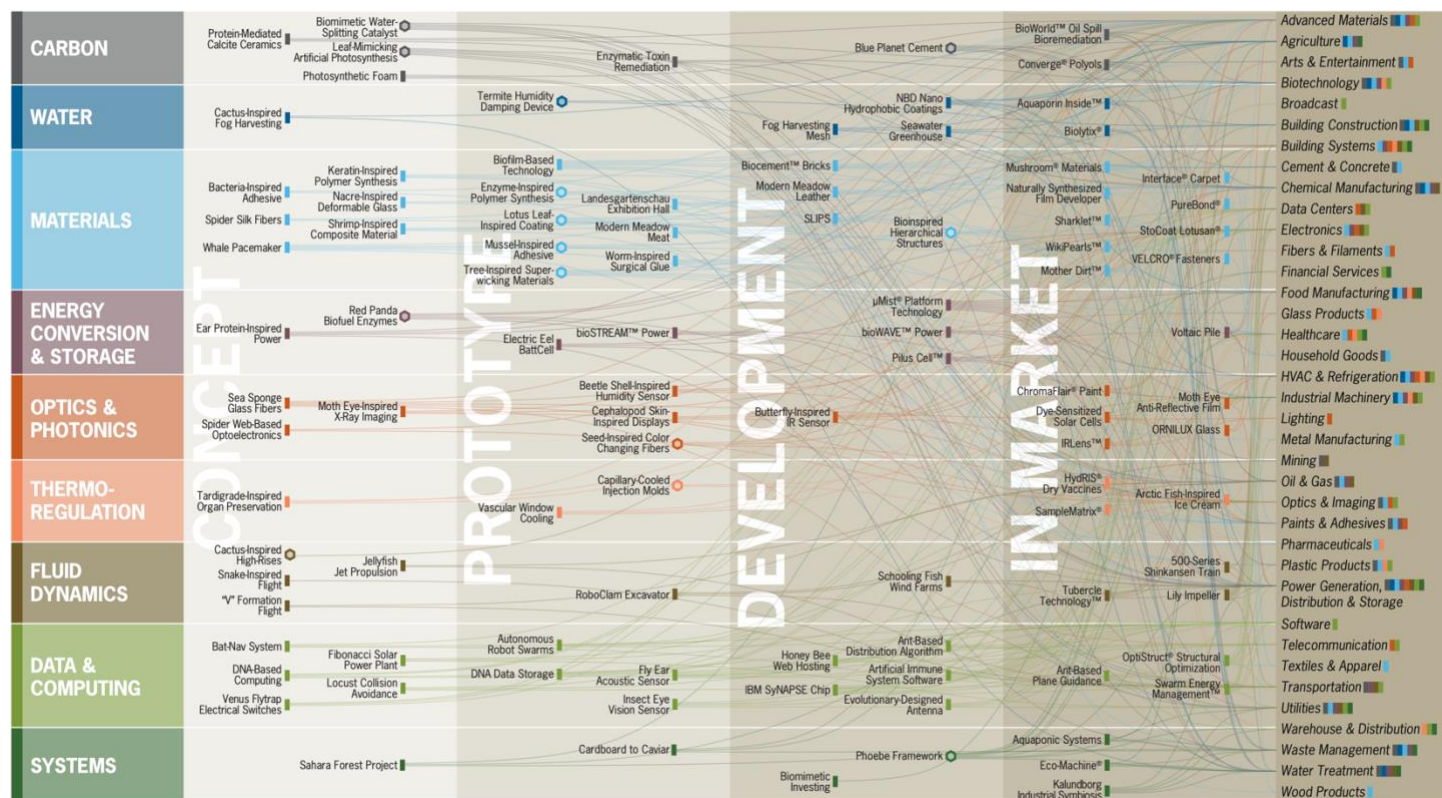 CARBON
Protein-Mediated
Calcite Ceramics
Biomimetic Water-
Splitting Catalyst
Leaf-Mimicking
Artificial Photosynthesis
Photosynthetic Foam
Enzymatic Toxin
Remediation
Blue Planet Cement
BioWorld™ Oil Spill
Bioremediation
Converge® Polyols
WATER
Cactus-Inspired
Fog Harvesting
Termite Humidity
Damping Device
Fog Harvesting
Mesh
NBD Nano
Hydrophobic Coatings
Seawater
Greenhouse
Aquaporin Inside™
Biolytix®
MATERIALS
Bacteria-Inspired
Adhesive
Spider Silk Fibers
Whale Pacemaker
Keratin-Inspired
Polymer Synthesis
Nacre-Inspired
Deformable Glass
Shrimp-Inspired
Composite Material
Biofilm-Based
Technology
Enzyme-Inspired
Polymer Synthesis
Lotus Leaf-
Inspired Coating
Mussel-Inspired
Adhesive
Tree-Inspired Super-
wicking Materials
Landesgartenschau
Exhibition Hall
Modern Meadow
Meat
Worm-Inspired
Surgical Glue
Biocement™ Bricks
Modern Meadow
Leather
SLIPS
Bioinspired
Hierarchical
Structures
Mushroom® Materials
Naturally Synthesized
Film Developer
Sharklet™
WikiPearls™
Mother Dirt™
Interface® Carpet
PureBond®
StoCoat Lotusan®
VELCRO® Fasteners
ENERGY
CONVERSION
& STORAGE
Ear Protein-Inspired
Power
Red Panda
Biofuel Enzymes
Electric Eel
BattCell
bioSTREAM™ Power
µMist® Platform
Technology
bioWAVE™ Power
Pilus Cell™
Voltaic Pile
OPTICS &
PHOTONICS
Sea Sponge
Glass Fibers
Spider Web-Based
Optoelectronics
Moth Eye-Inspired
X-Ray Imaging
Beetle Shell-Inspired
Humidity Sensor
Cephalopod Skin-
Inspired Displays
Seed-Inspired Color
Changing Fibers
Butterfly-Inspired
IR Sensor
ChromaFlair® Paint
Dye-Sensitized
Solar Cells
IRLens™
Moth Eye
Anti-Reflective Film
ORNILUX Glass
THERMO-
REGULATION
Tardigrade-Inspired
Organ Preservation
Vascular Window
Cooling
Capillary-Cooled
Injection Molds
HydRIS®
Dry Vaccines
SampleMatrix®
Arctic Fish-Inspired
Ice Cream
FLUID
DYNAMICS
Cactus-Inspired
High-Rises
Snake-Inspired
Flight
"V" Formation
Flight
Jellyfish
Jet Propulsion
RoboClam Excavator
Schooling Fish
Wind Farms
Tubercle
Technology™
500-Series
Shinkansen Train
Lily Impeller
DATA &
COMPUTING
Bat-Nav System
DNA-Based
Computing
Venus Flytrap
Electrical Switches
Fibonacci Solar
Power Plant
Locust Collision
Avoidance
Autonomous
Robot Swarms
DNA Data Storage
Fly Ear
Acoustic Sensor
Insect Eye
Vision Sensor
Honey Bee
Web Hosting
IBM SyNAPSE Chip
Ant-Based
Distribution Algorithm
Artificial Immune
System Software
Evolutionary-Designed
Antenna
Ant-Based
Plane Guidance
OptiStruct® Structural
Optimization
Swarm Energy
Management™
SYSTEMS
Sahara Forest Project
Cardboard to Caviar
Biomimetic
Investing
Phoebe Framework
Aquaponic Systems
Eco-Machine®
Kalundborg
Industrial Symbiosis
CONCEPT
PROTOTYPE
DEVELOPMENT
IN MARKET
Advanced Materials
Agriculture
Arts & Entertainment
Biotechnology
Broadcast
Building Construction
Building Systems
Cement & Concrete
Chemical Manufacturing
Data Centers
Electronics
Fibers & Filaments
Financial Services
Food Manufacturing
Glass Products
Healthcare
Household Goods
HVAC & Refrigeration
Industrial Machinery
Lighting
Metal Manufacturing
Mining
Oil & Gas
Optics & Imaging
Paints & Adhesives
Pharmaceuticals
Plastic Products
Power Generation,
Distribution & Storage
Software
Telecommunication
Textiles & Apparel
Transportation
Utilities
Warehouse & Distribution
Waste Management
Water Treatment
Wood Products